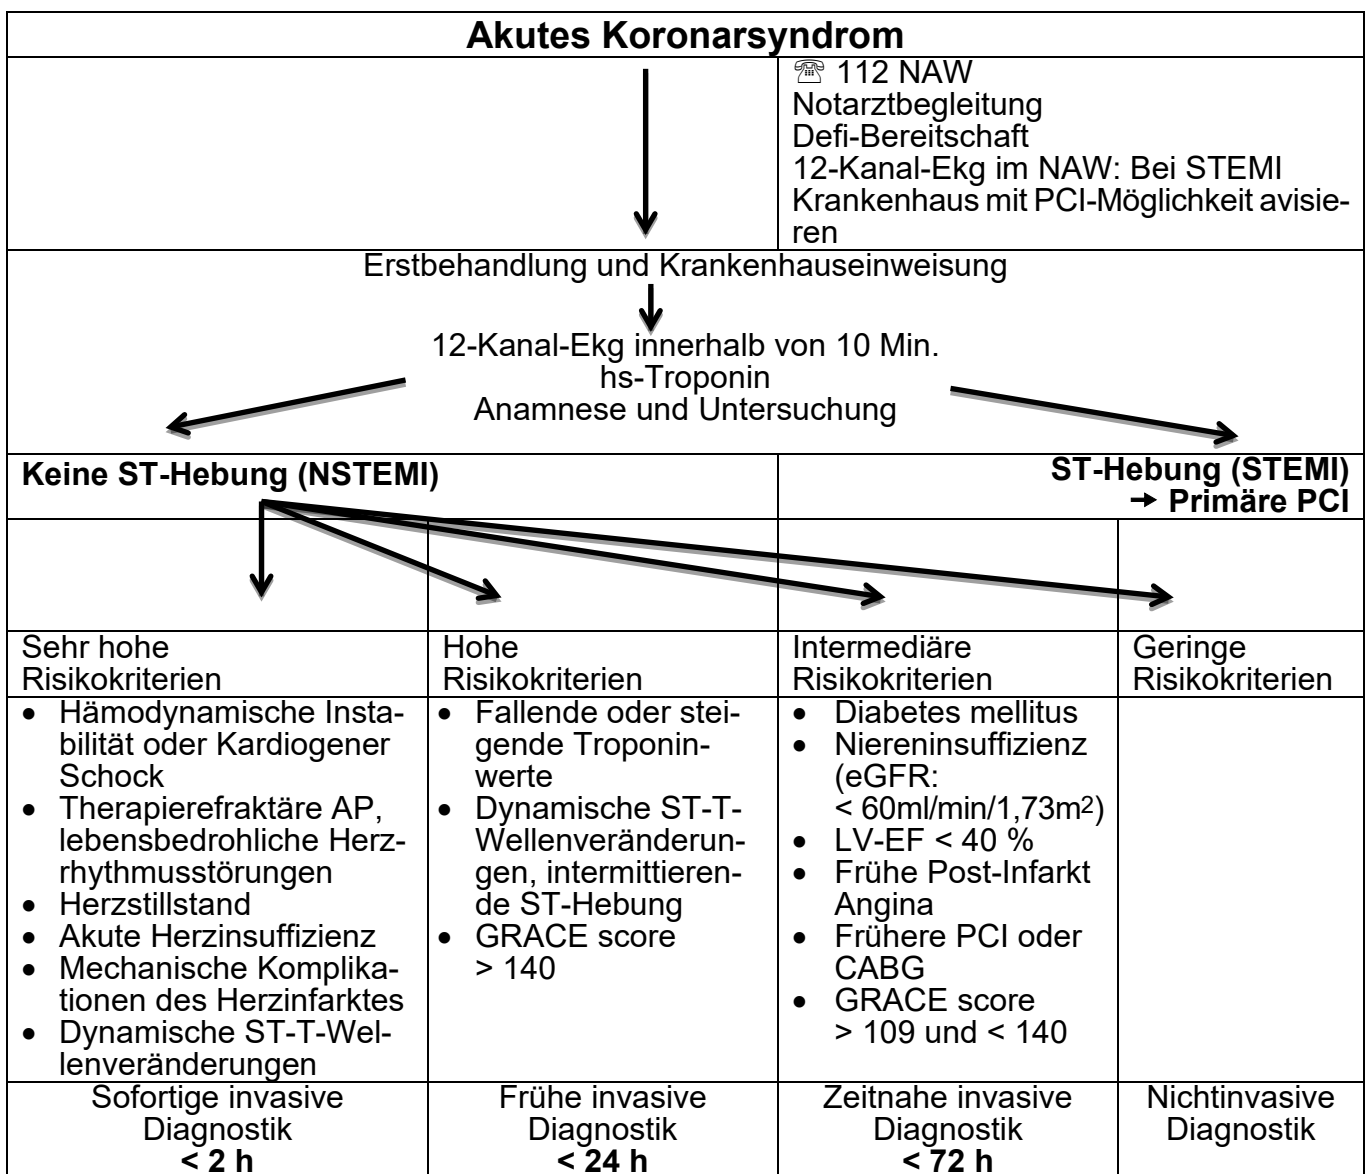 Akutes Koronarsyndrom
☏ 112 NAW
Notarztbegleitung
Defi-Bereitschaft
12-Kanal-Ekg im NAW: Bei STEMI
Krankenhaus mit PCI-Möglichkeit avisie-
ren
Erstbehandlung und Krankenhauseinweisung
12-Kanal-Ekg innerhalb von 10 Min.
hs-Troponin
Anamnese und Untersuchung
Keine ST-Hebung (NSTEMI)
ST-Hebung (STEMI)
→ Primäre PCI
Sehr hohe
Risikokriterien
• Hämodynamische Insta-
bilität oder Kardiogener
Schock
• Therapierefraktäre AP,
lebensbedrohliche Herz-
rhythmusstörungen
• Herzstillstand
• Akute Herzinsuffizienz
• Mechanische Komplika-
tionen des Herzinfarktes
• Dynamische ST-T-Wel-
lenveränderungen
Sofortige invasive
Diagnostik
< 2 h
Hohe
Risikokriterien
• Fallende oder stei-
gende Troponin-
werte
• Dynamische ST-T-
Wellenveränderun-
gen, intermittieren-
de ST-Hebung
• GRACE score
> 140
Frühe invasive
Diagnostik
< 24 h
Intermediäre
Risikokriterien
• Diabetes mellitus
• Niereninsuffizienz
(eGFR:
< 60ml/min/1,73m²)
• LV-EF < 40 %
• Frühe Post-Infarkt
Angina
• Frühere PCI oder
CABG
• GRACE score
> 109 und < 140
Zeitnahe invasive
Diagnostik
< 72 h
Geringe
Risikokriterien
Nichtinvasive
Diagnostik